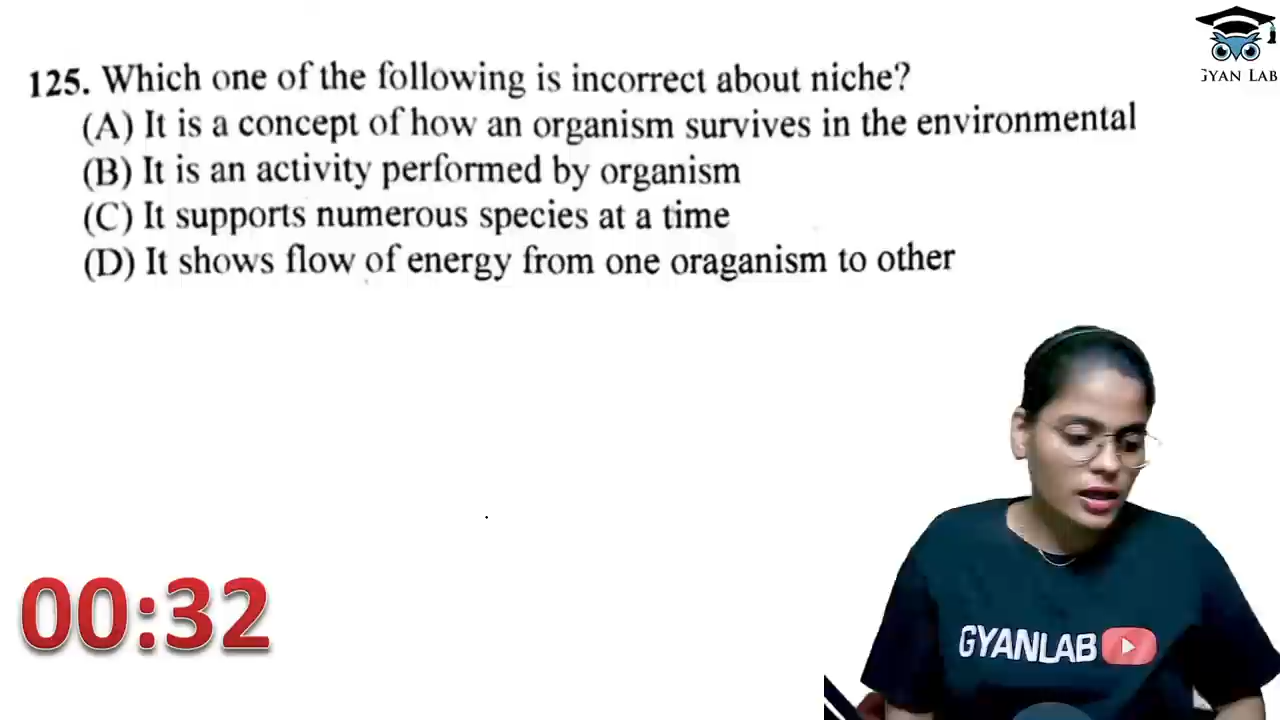 GYAN LAB
125. Which one of the following is incorrect about niche?
(A) It is a concept of how an organism survives in the environmental
(B) It is an activity performed by organism
(C) It supports numerous species at a time
(D) It shows flow of energy from one oraganism to other
00:32
GYANLAB